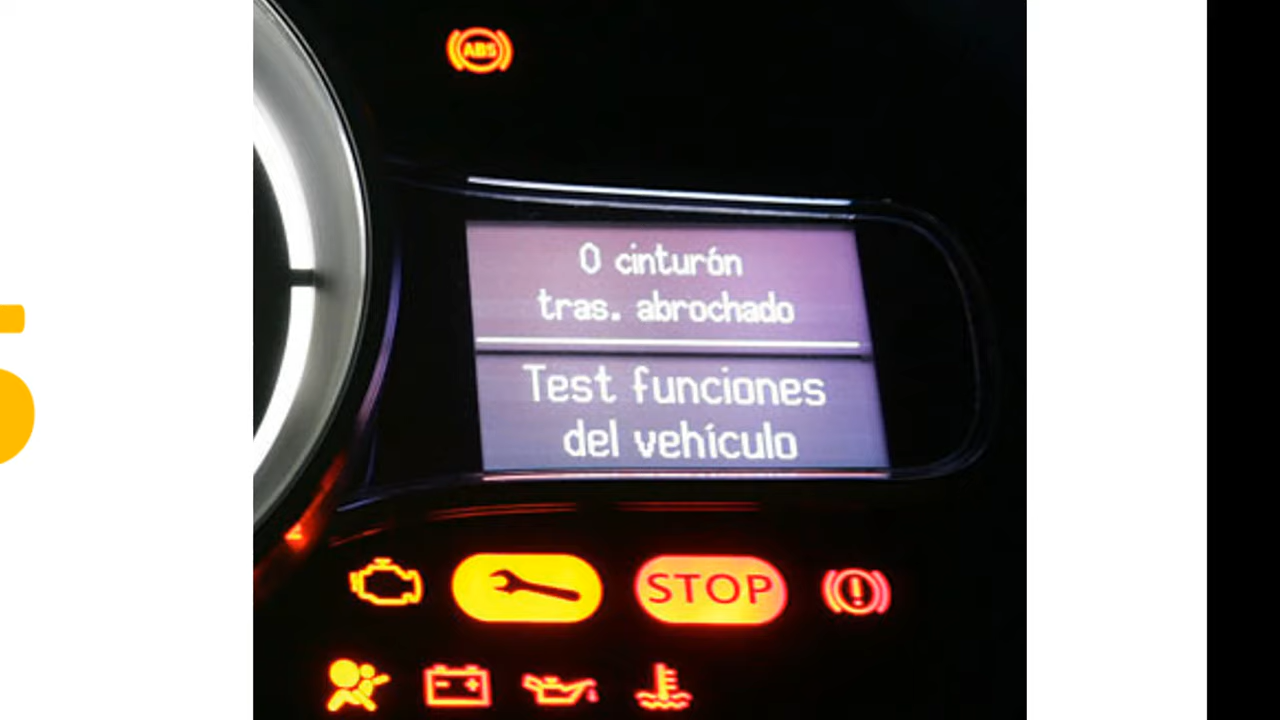 ABS
0 cinturón
tras. abrochado
Test funciones
del vehículo
STOP